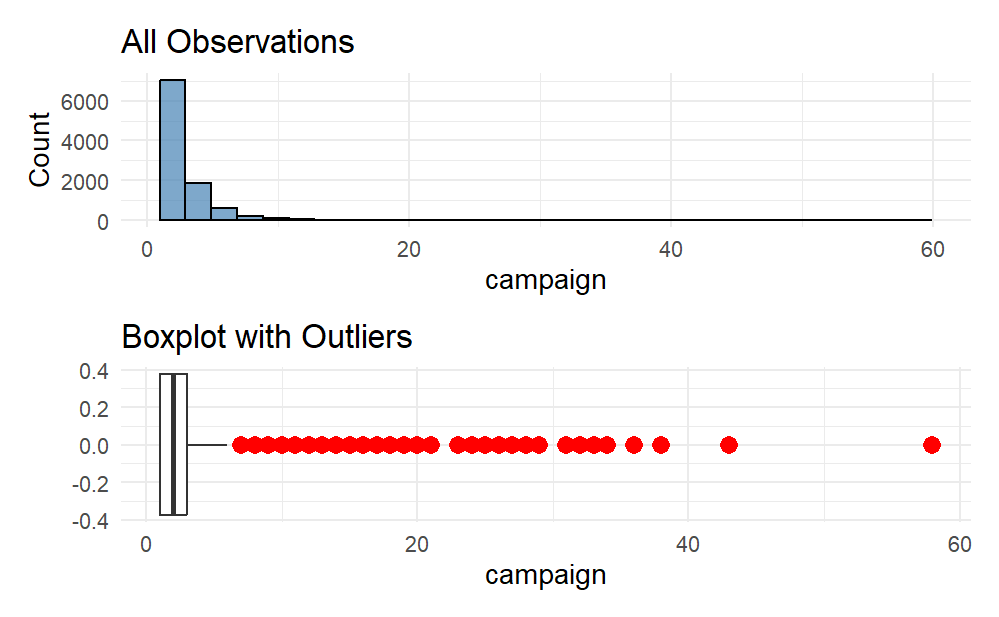 All Observations
Count
6000
4000
2000
0
0 20 40 60
campaign
Boxplot with Outliers
0.4
0.2
0.0
-0.2
-0.4
0 20 40 60
campaign